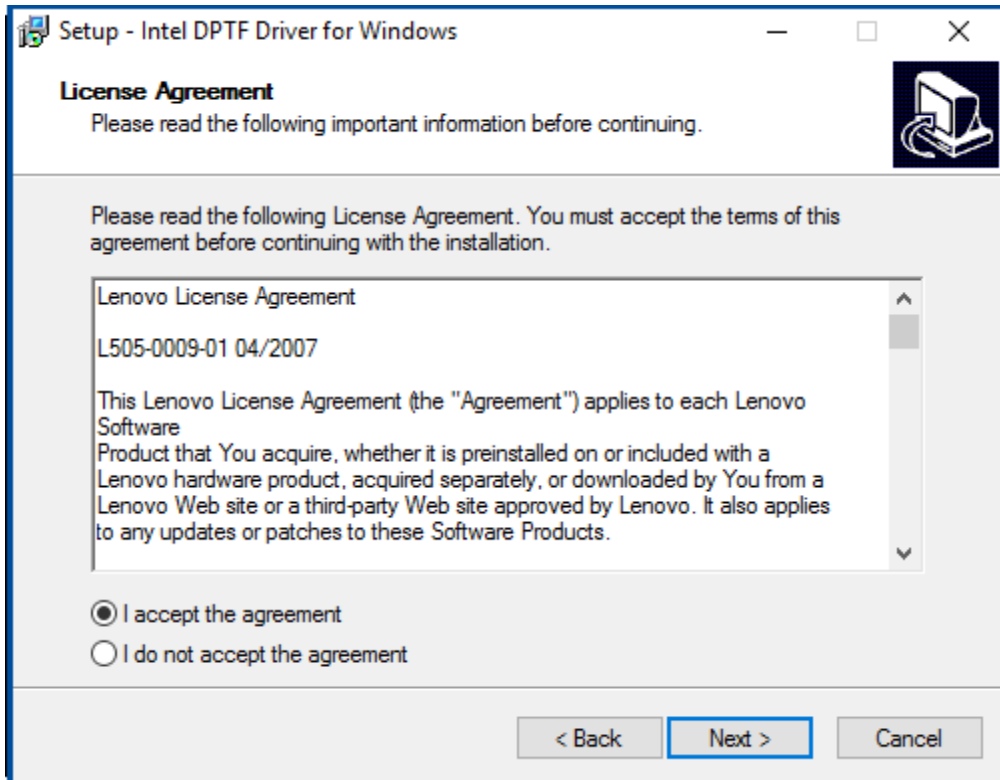 Setup - Intel DPTF Driver for Windows
License Agreement
Please read the following important information before continuing.
Please read the following License Agreement. You must accept the terms of this
agreement before continuing with the installation.
Lenovo License Agreement
L505-0009-01 04/2007
This Lenovo License Agreement (the "Agreement") applies to each Lenovo
Software
Product that You acquire, whether it is preinstalled on or included with a
Lenovo hardware product, acquired separately, or downloaded by You from a
Lenovo Web site or a third-party Web site approved by Lenovo. It also applies
to any updates or patches to these Software Products.
I accept the agreement
I do not accept the agreement
< Back
Next >
Cancel